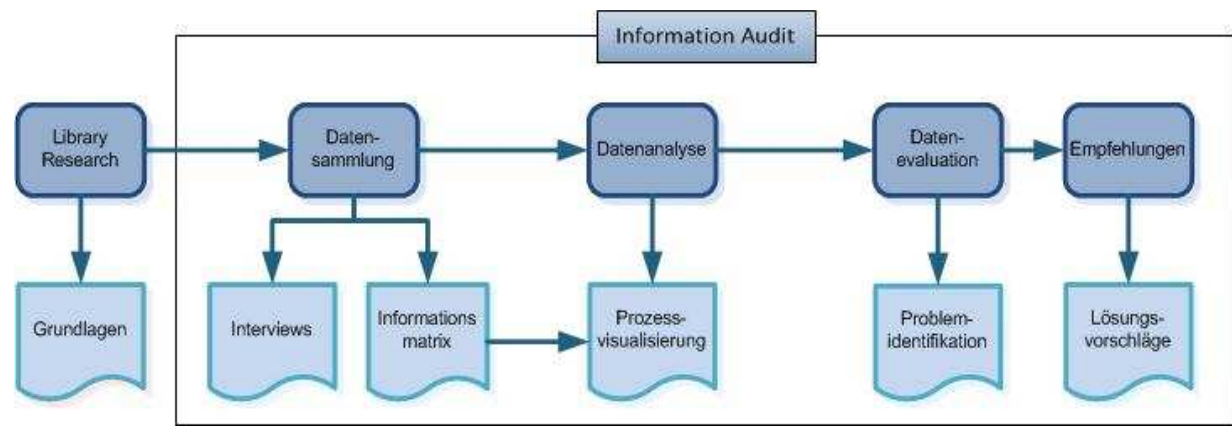 Information Audit
Library
Research
Daten-
sammlung
Datenanalyse
Daten-
evaluation
Empfehlungen
Grundlagen
Interviews
Informations
matrix
Prozess-
visualisierung
Problem-
identifikation
Lösungs-
vorschläge